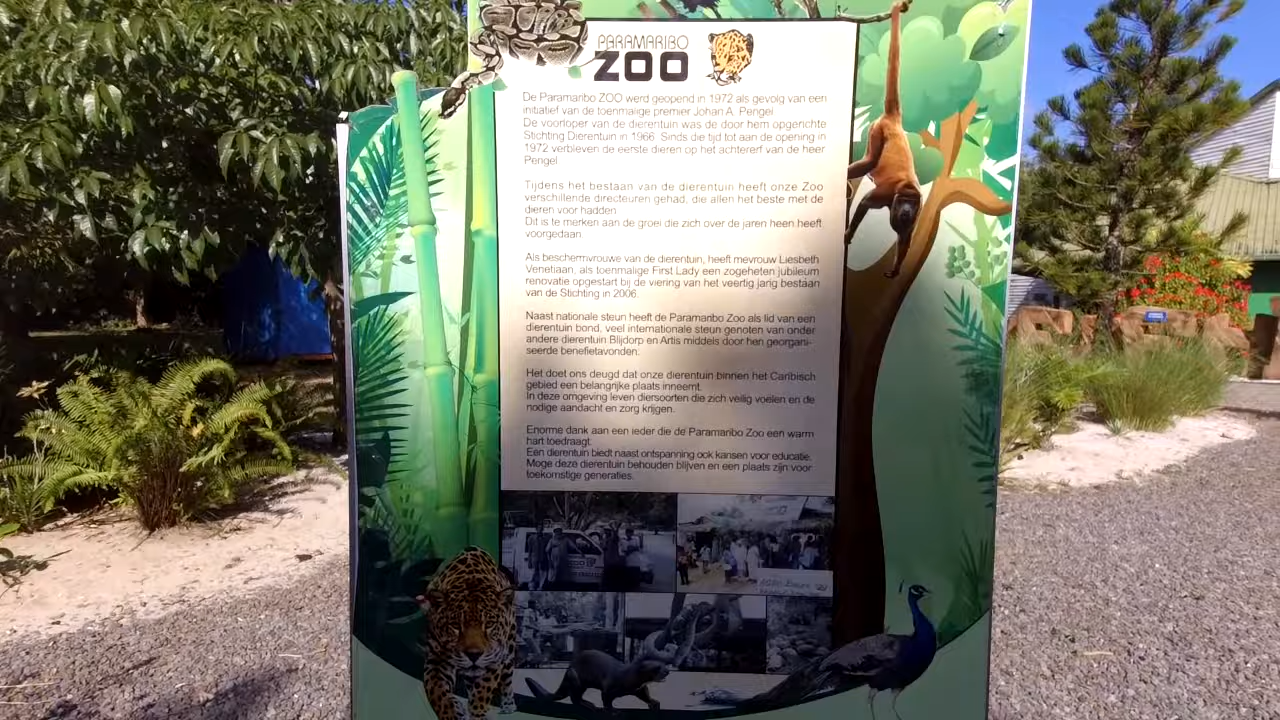 PARAMARIBO
ZOO
De Paramaribo ZOO werd geopend in 1972 als gevolg van een
initiatief van de toenmalige premier Johan A. Pengel.
De voorloper van de dierentuin was de door hem opgerichte
Stichting Dierentuin in 1966. Sinds die tijd tot aan de opening in
1972 verbleven de eerste dieren op het achtererf van de heer
Pengel.
Tijdens het bestaan van de dierentuin heeft onze Zoo
verschillende directeuren gehad, die allen het beste met de
dieren voor hadden.
Dit is te merken aan de groei die zich over de jaren heen heeft
voorgedaan.
Als beschermvrouwe van de dierentuin, heeft mevrouw Liesbeth
Venetiaan, als toenmalige First Lady een zogeheten jubileum
renovatie opgestart bij de viering van het veertig jarig bestaan
van de Stichting in 2006.
Naast nationale steun heeft de Paramaribo Zoo als lid van een
dierentuin bond, veel internationale steun genoten van onder
andere dierentuin Blijdorp en Artis middels door hen georgani-
seerde benefietavonden.
Het doet ons deugd dat onze dierentuin binnen het Caribisch
gebied een belangrijke plaats inneemt.
In deze omgeving leven diersoorten die zich veilig voelen en de
nodige aandacht en zorg krijgen.
Enorme dank aan een ieder die de Paramaribo Zoo een warm
hart toedraagt.
Een dierentuin biedt naast ontspanning ook kansen voor educatie.
Moge deze dierentuin behouden blijven en een plaats zijn voor
toekomstige generaties.
ZOO